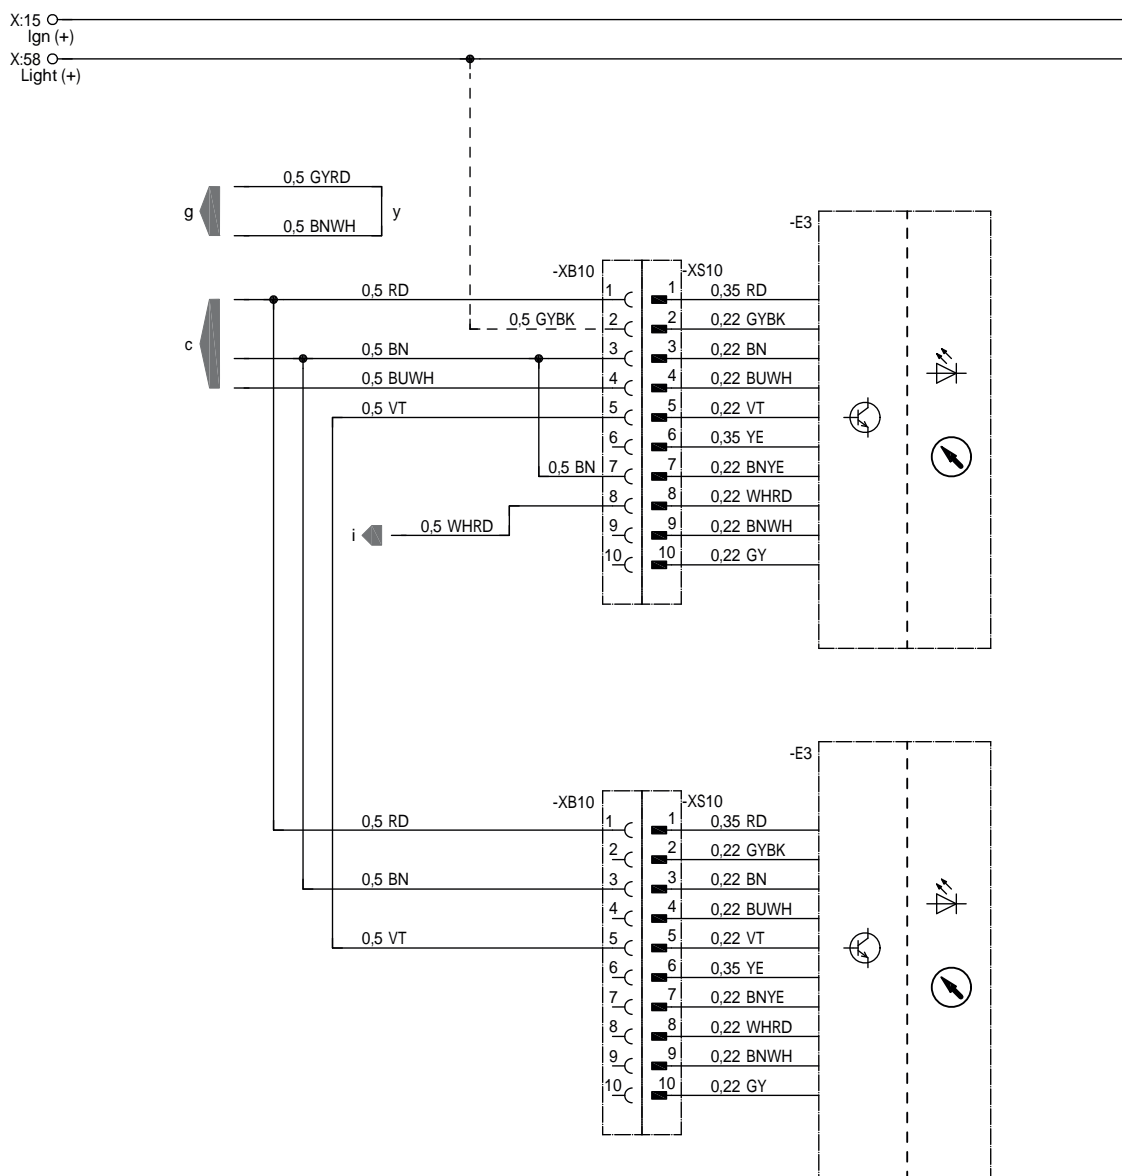 X:15
Ign (+)
X:58
Light (+)
0,5 GYRD
g y
0,5 BNWH
-E3
-XB10 -XS10
0,5 RD 1 1 0,35 RD
0,5 GYBK 2 2 0,22 GYBK
c
0,5 BN 3 3 0,22 BN
0,5 BUWH 4 4 0,22 BUWH
0,5 VT 5 5 0,22 VT
6 6 0,35 YE
0,5 BN 7 7 0,22 BNYE
8 8 0,22 WHRD
i 0,5 WHRD 9 9 0,22 BNWH
10 10 0,22 GY
-E3
-XB10 -XS10
0,5 RD 1 1 0,35 RD
2 2 0,22 GYBK
0,5 BN 3 3 0,22 BN
4 4 0,22 BUWH
0,5 VT 5 5 0,22 VT
6 6 0,35 YE
7 7 0,22 BNYE
8 8 0,22 WHRD
9 9 0,22 BNWH
10 10 0,22 GY